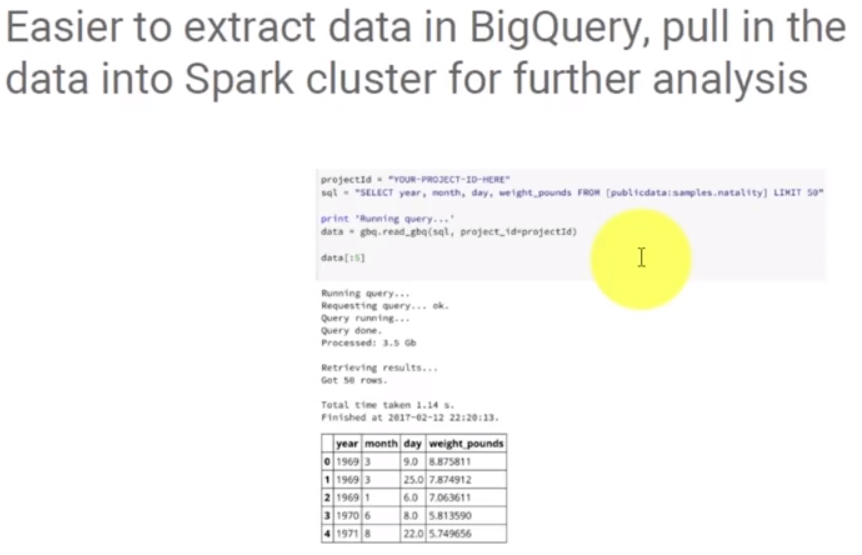 Easier to extract data in BigQuery, pull in the
data into Spark cluster for further analysis
projectId = "YOUR-PROJECT-ID-HERE"
sql = "SELECT year, month, day, weight_pounds FROM [publicdata:samples.natality] LIMIT 50"
print 'Running query...'
data = gbq.read_gbq(sql, project_id=projectId)
data[:5]
Running query...
Requesting query... ok.
Query running...
Query done.
Processed: 3.5 Gb
Retrieving results...
Got 50 rows.
Total time taken 1.14 s.
Finished at 2017-02-12 22:20:13.
year month day weight_pounds
0 1969 3 9.0 8.875811
1 1969 3 25.0 7.874912
2 1969 1 6.0 7.063611
3 1970 6 8.0 5.813590
4 1971 8 22.0 5.749656